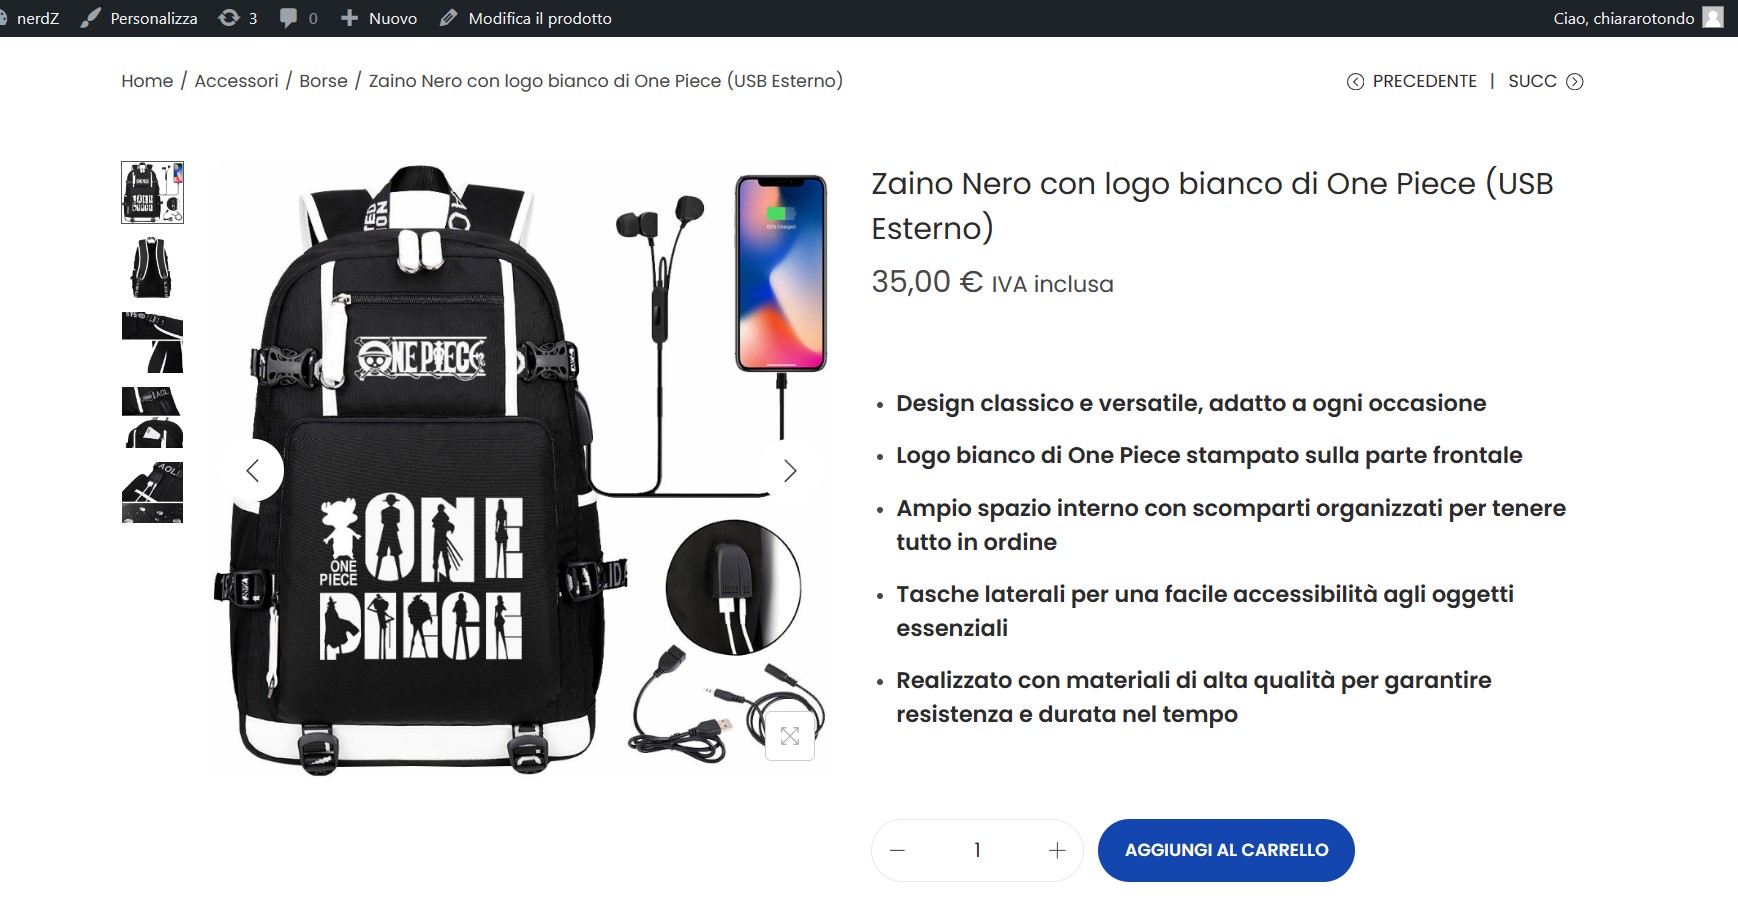 nerdZ Personalizza 3 0 Nuovo Modifica il prodotto Ciao, chiararotondo
Home / Accessori / Borse / Zaino Nero con logo bianco di One Piece (USB Esterno) PRECEDENTE | SUCC
Zaino Nero con logo bianco di One Piece (USB
Esterno)
35,00 € IVA inclusa
Design classico e versatile, adatto a ogni occasione
Logo bianco di One Piece stampato sulla parte frontale
Ampio spazio interno con scomparti organizzati per tenere
tutto in ordine
Tasche laterali per una facile accessibilità agli oggetti
essenziali
Realizzato con materiali di alta qualità per garantire
resistenza e durata nel tempo
1 AGGIUNGI AL CARRELLO
ONE PIECE
ONE
ONE
PIECE
PIECE